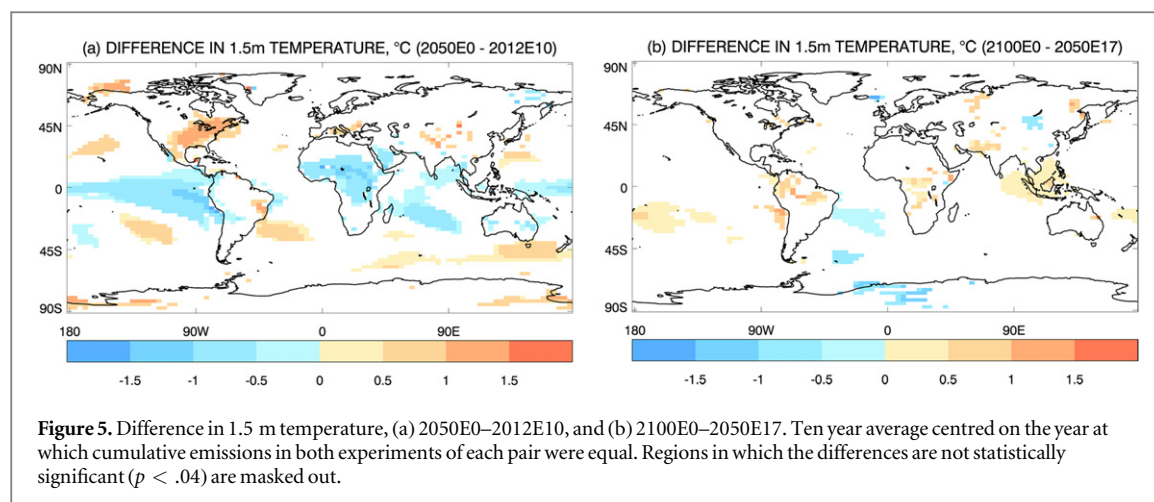 (a) DIFFERENCE IN 1.5m TEMPERATURE, °C (2050E0 - 2012E10)
90N
45N
0
45S
90S
180 90W 0 90E
-1.5 -1 -0.5 0 0.5 1 1.5
(b) DIFFERENCE IN 1.5m TEMPERATURE, °C (2100E0 - 2050E17)
90N
45N
0
45S
90S
180 90W 0 90E
-1.5 -1 -0.5 0 0.5 1 1.5
Figure 5. Difference in 1.5 m temperature, (a) 2050E0–2012E10, and (b) 2100E0–2050E17. Ten year average centred on the year at
which cumulative emissions in both experiments of each pair were equal. Regions in which the differences are not statistically
significant (p < .04) are masked out.